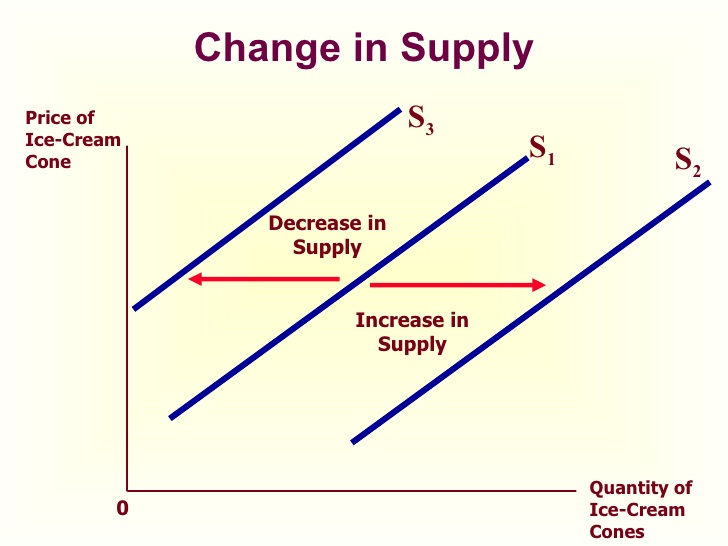 Change in Supply
Price of
Ice-Cream
Cone
S3
S1
S2
Decrease in
Supply
Increase in
Supply
0
Quantity of
Ice-Cream
Cones